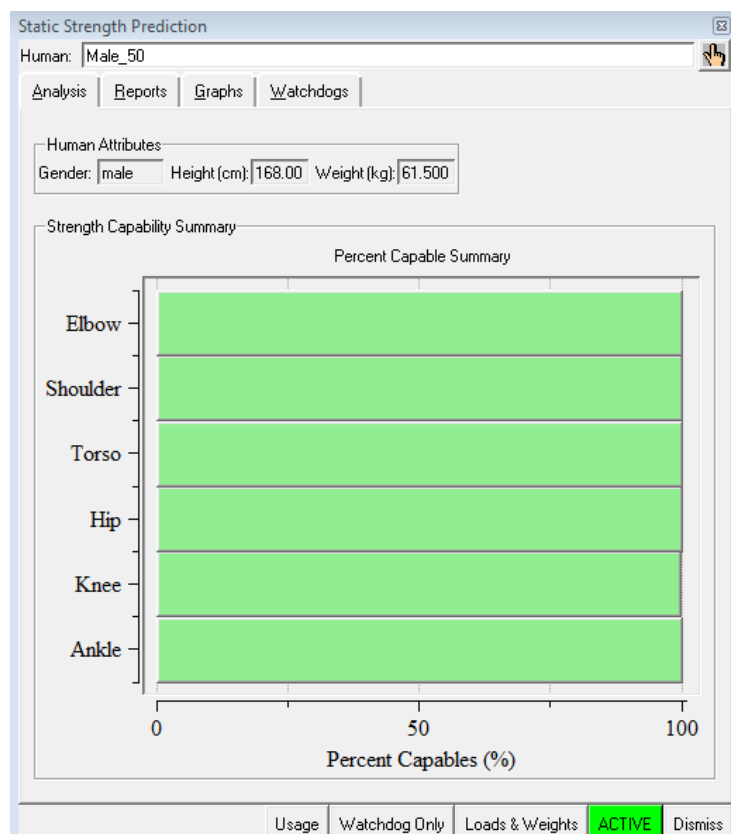 Static Strength Prediction
Human: Male_50
Analysis Reports Graphs Watchdogs
Human Attributes
Gender: male Height (cm): 168.00 Weight (kg): 61.500
Strength Capability Summary
Percent Capable Summary
Elbow
Shoulder
Torso
Hip
Knee
Ankle
0 50 100
Percent Capables (%)
Usage Watchdog Only Loads & Weights ACTIVE Dismiss